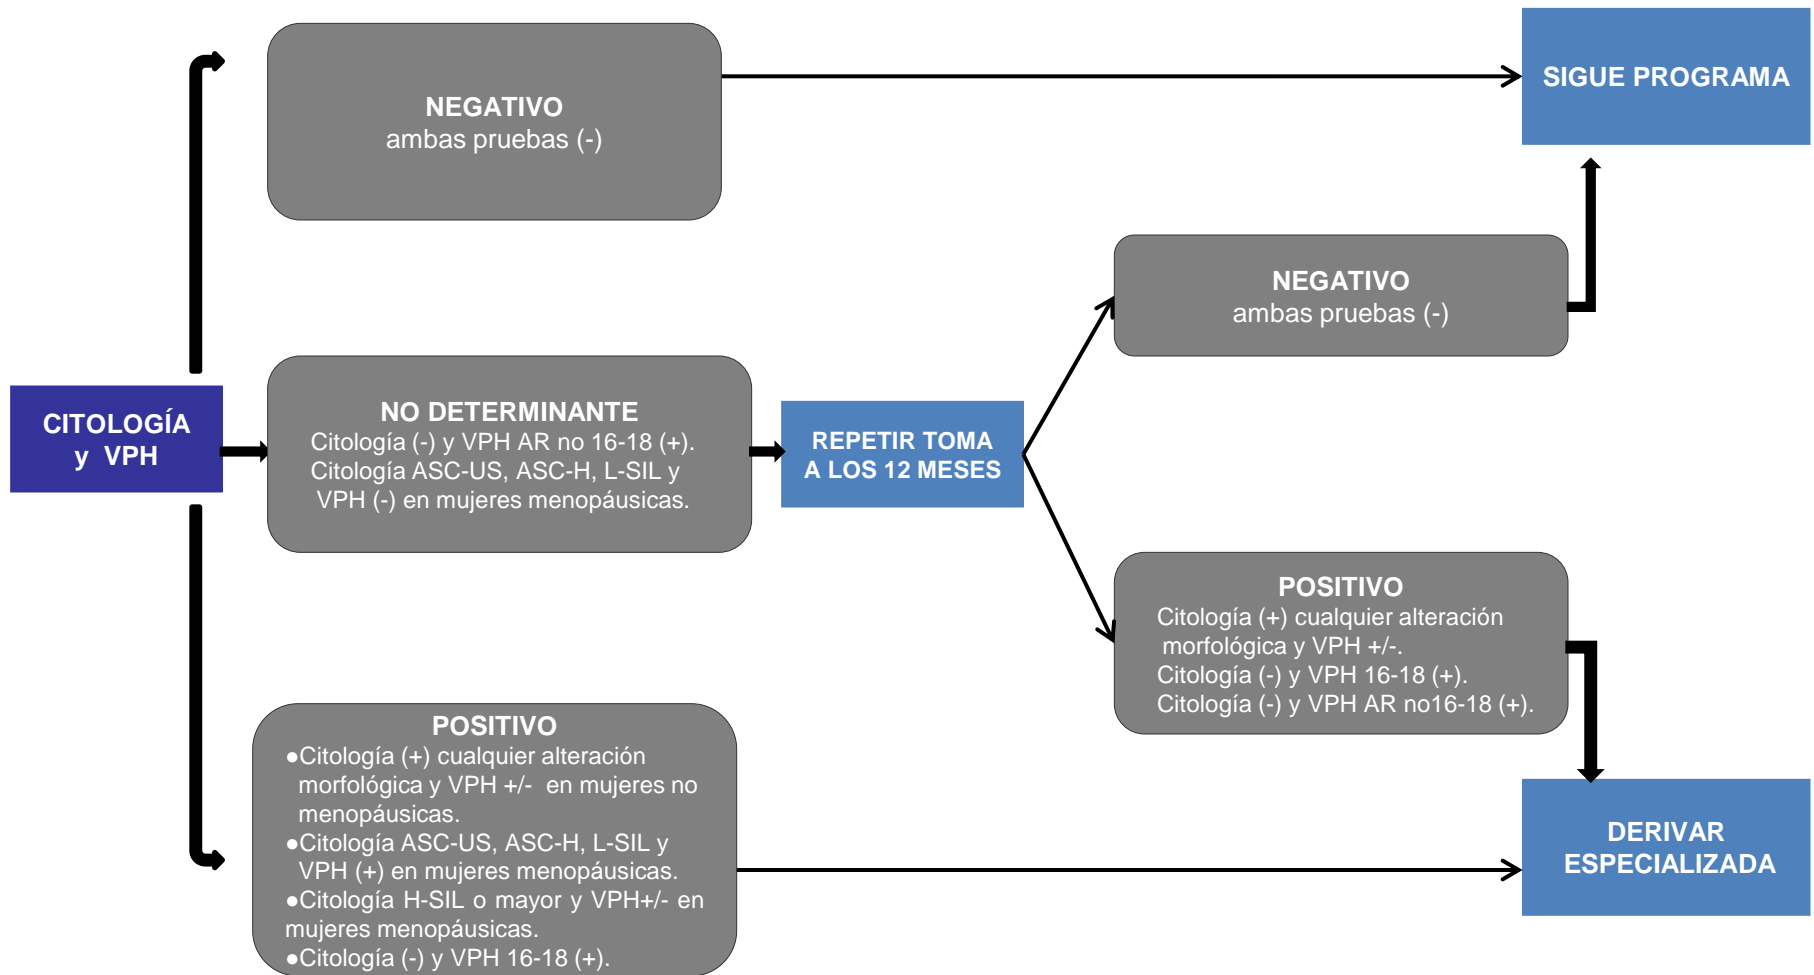 NEGATIVO
ambas pruebas (-)
SIGUE PROGRAMA
NEGATIVO
ambas pruebas (-)
CITOLOGÍA
y VPH
NO DETERMINANTE
Citología (-) y VPH AR no 16-18 (+).
Citología ASC-US, ASC-H, L-SIL y
VPH (-) en mujeres menopáusicas.
REPETIR TOMA
A LOS 12 MESES
POSITIVO
Citología (+) cualquier alteración
morfológica y VPH +/-.
Citología (-) y VPH 16-18 (+).
Citología (-) y VPH AR no16-18 (+).
POSITIVO
●Citología (+) cualquier alteración
morfológica y VPH +/- en mujeres no
menopáusicas.
●Citología ASC-US, ASC-H, L-SIL y
VPH (+) en mujeres menopáusicas.
●Citología H-SIL o mayor y VPH+/- en
mujeres menopáusicas.
●Citología (-) y VPH 16-18 (+).
DERIVAR
ESPECIALIZADA